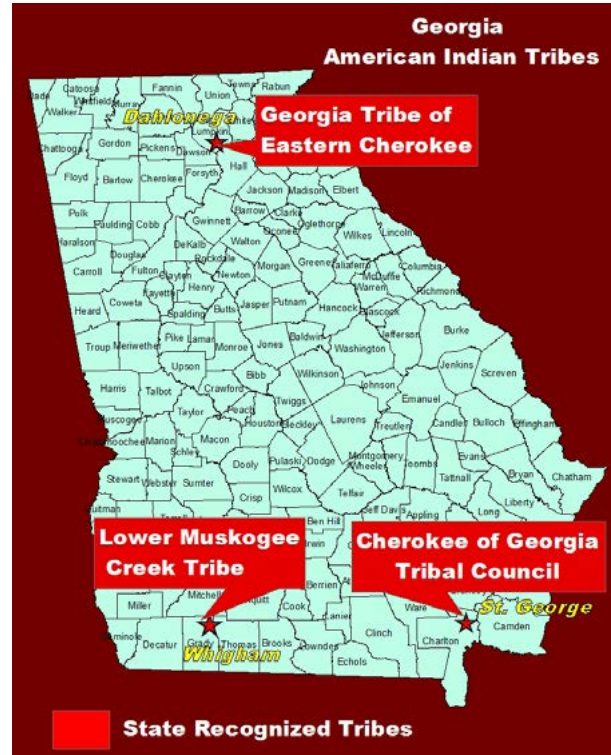 Georgia
American Indian Tribes
Catoosa Fannin Towns Rabun
Walker Whitfield Murray Union
Dahlonega
Lumpkin
Georgia Tribe of
Eastern Cherokee
Chattooga Gordon Pickens Dawson
Hall
Floyd Bartow Cherokee Forsyth
Jackson Madison Elbert
Polk Paulding Cobb Gwinnett Barrow Clarke
Oconee Oglethorpe Wilkes Lincoln
Haralson Douglas DeKalb Walton
Carroll Fulton Rockdale Newton Morgan Greene Taliaferro McDuffie Columbia
Clayton Henry Warren Richmond
Heard Coweta Fayette Spalding Butts Jasper Putnam Hancock Glascock
Troup Meriwether Pike Lamar Monroe Jones Baldwin Washington Jefferson Burke
Upson Bibb Wilkinson Jenkins Screven
Harris Talbot Crawford Twiggs Johnson Emanuel
Muscogee Taylor Peach Houston Bleckley Laurens Treutlen Candler Bulloch Effingham
Chattahoochee Marion Macon
Schley Dooly Pulaski Dodge Montgomery Wheeler Toombs Evans
Stewart Webster Sumter Tattnall Bryan Chatham
Crisp Wilcox Telfair
Jeff Davis Appling Long Liberty
Ben Hill
Lower Muskogee
Creek Tribe
Cherokee of Georgia
Tribal Council
Irwin
Berrien
Miller Mitchell Cook Lanier Ware St. George
Decatur Grady Thomas Brooks Lowndes Clinch Charlton Camden
Whigham
Echols
State Recognized Tribes